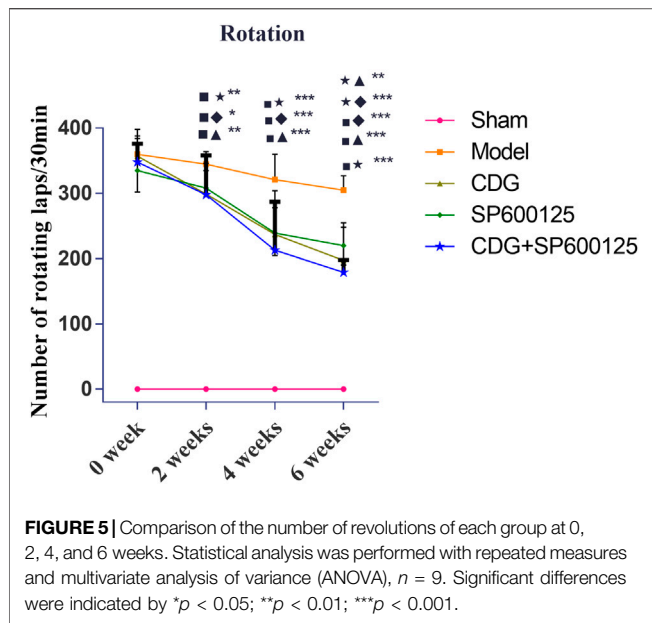 Rotation
■ ★ **
■ ◆ *
■ ▲ **
■ ★ ***
■ ◆ ***
■ ▲ ***
★ ▲ **
★ ◆ ***
■ ◆ ***
■ ▲ ***
■ ★ ***
Number of rotating laps/30min
400
300
200
100
0
0 week
2 weeks
4 weeks
6 weeks
Sham
Model
CDG
SP600125
CDG+SP600125
FIGURE 5 | Comparison of the number of revolutions of each group at 0,
2, 4, and 6 weeks. Statistical analysis was performed with repeated measures
and multivariate analysis of variance (ANOVA), n = 9. Significant differences
were indicated by *p < 0.05; **p < 0.01; ***p < 0.001.